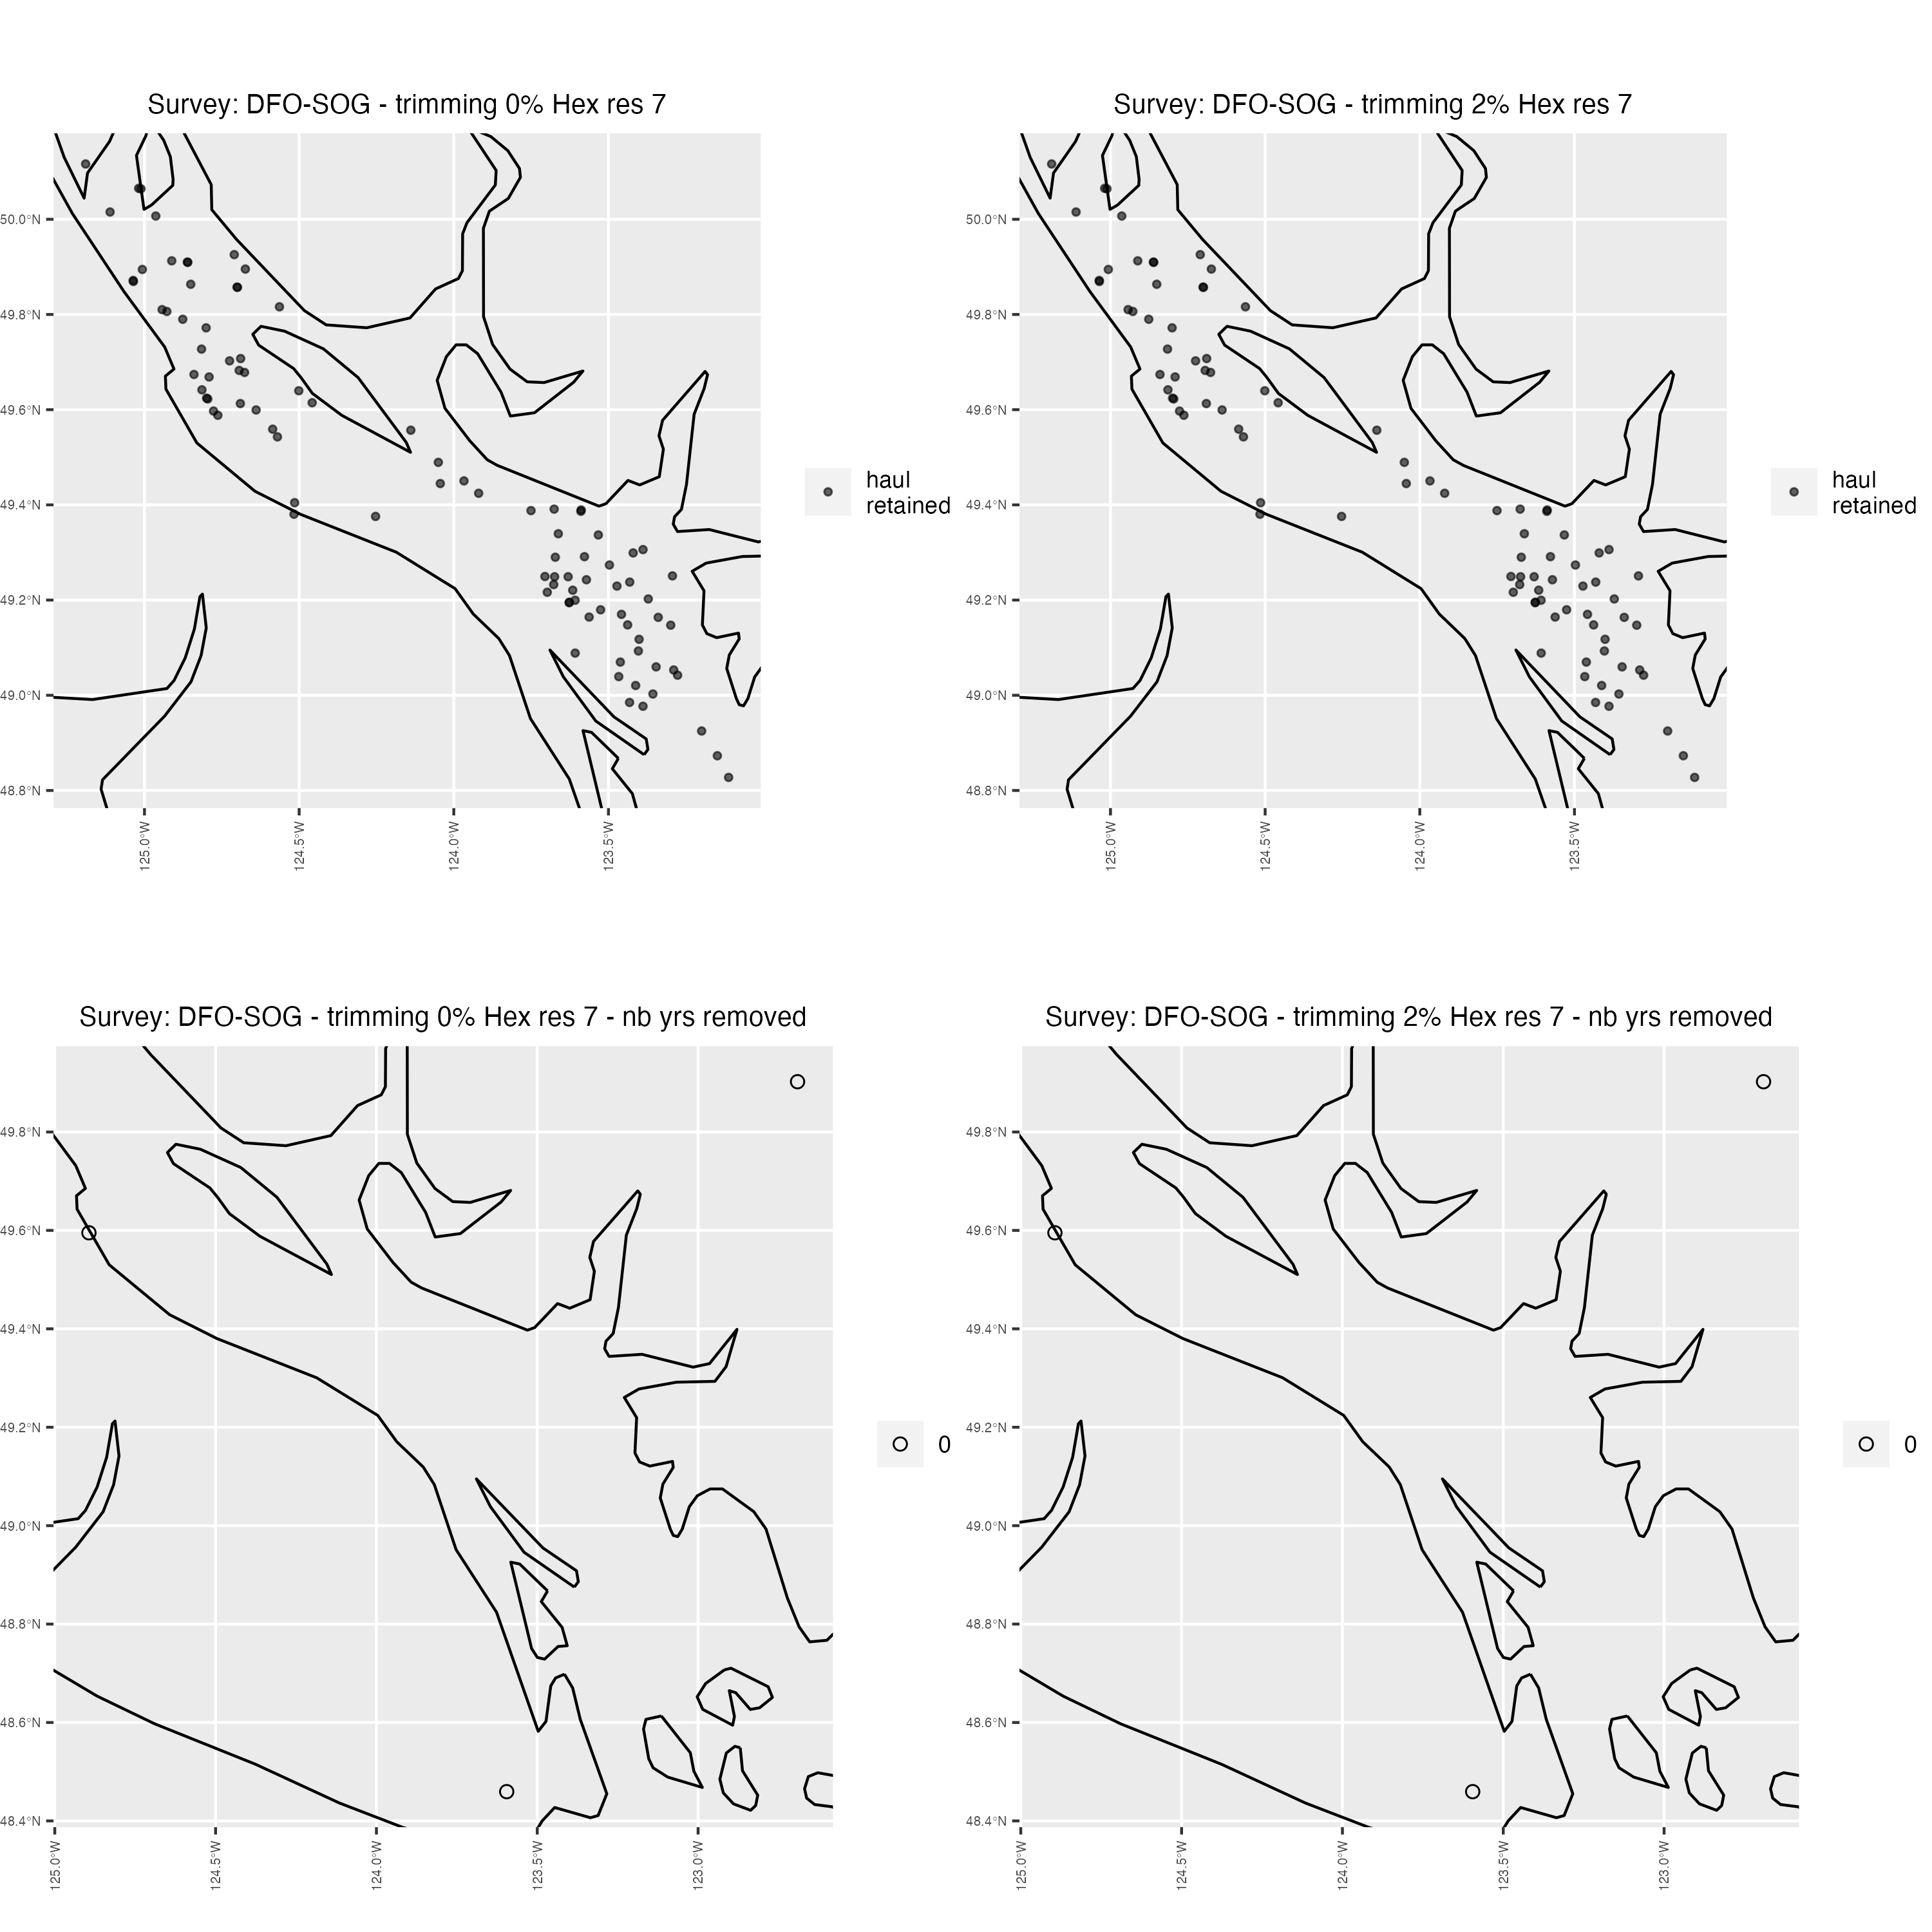 Survey: DFO-SOG - trimming 0% Hex res 7
50.0°N
49.8°N
49.6°N
49.4°N
49.2°N
49.0°N
48.8°N
125.0°W
124.5°W
124.0°W
123.5°W
haul
retained
Survey: DFO-SOG - trimming 2% Hex res 7
50.0°N
49.8°N
49.6°N
49.4°N
49.2°N
49.0°N
48.8°N
125.0°W
124.5°W
124.0°W
123.5°W
haul
retained
Survey: DFO-SOG - trimming 0% Hex res 7 - nb yrs removed
49.8°N
49.6°N
49.4°N
49.2°N
49.0°N
48.8°N
48.6°N
48.4°N
125.0°W
124.5°W
124.0°W
123.5°W
123.0°W
0
Survey: DFO-SOG - trimming 2% Hex res 7 - nb yrs removed
49.8°N
49.6°N
49.4°N
49.2°N
49.0°N
48.8°N
48.6°N
48.4°N
125.0°W
124.5°W
124.0°W
123.5°W
123.0°W
0